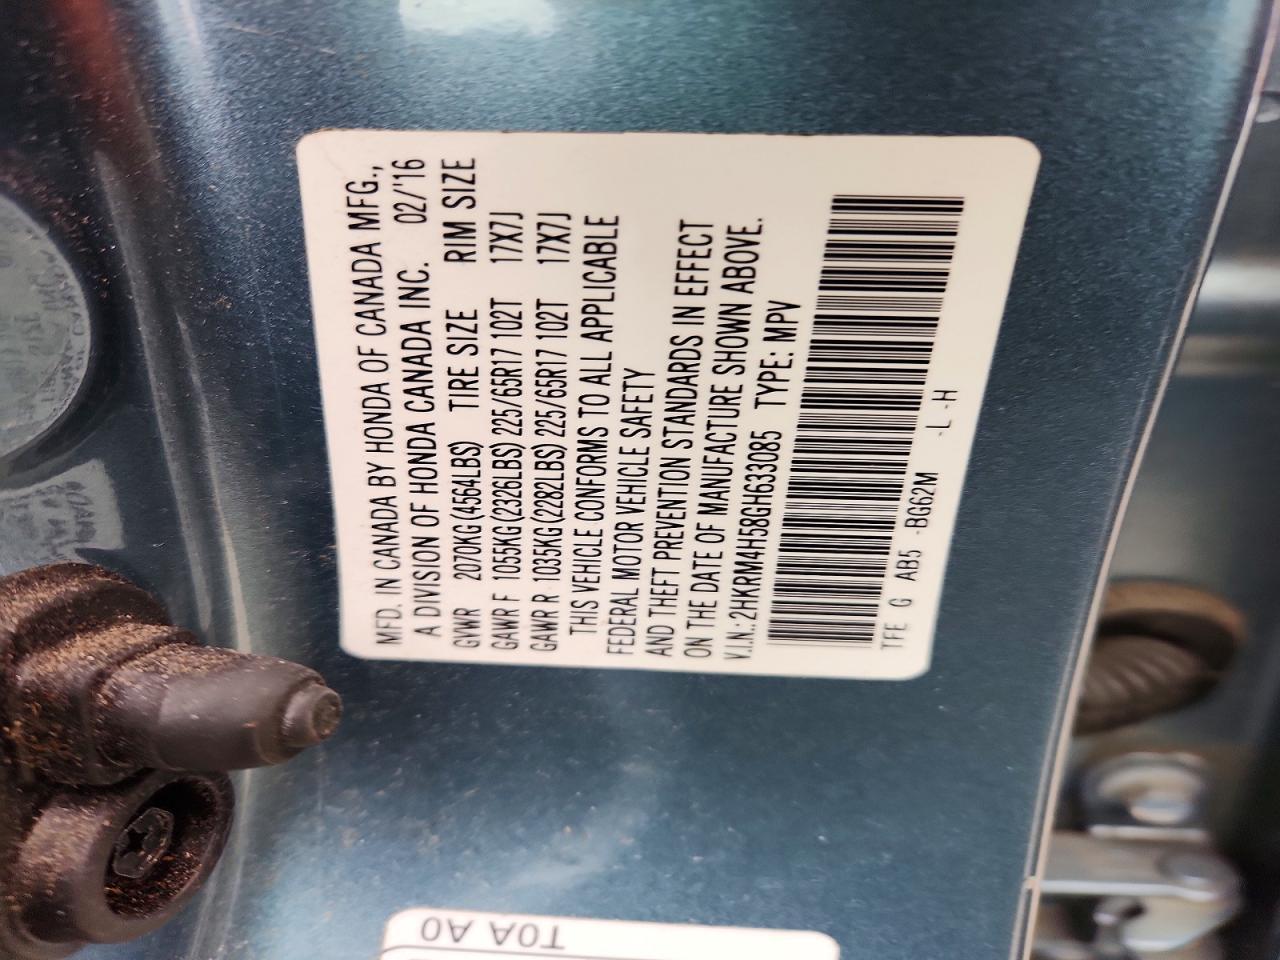 MFD. IN CANADA BY HONDA OF CANADA MFG.,
A DIVISION OF HONDA CANADA INC. 02/'16
GVWR 2070KG(4564LBS) TIRE SIZE RIM SIZE
GAWR F 1055KG(2326LBS) 225/65R17 102T 17X7J
GAWR R 1035KG(2282LBS) 225/65R17 102T 17X7J
THIS VEHICLE CONFORMS TO ALL APPLICABLE
FEDERAL MOTOR VEHICLE SAFETY
AND THEFT PREVENTION STANDARDS IN EFFECT
ON THE DATE OF MANUFACTURE SHOWN ABOVE.
V.I.N.:2HKRM4H58GH633085 TYPE: MPV
TFE G AB5 -BG62M -L -H
T0A A0